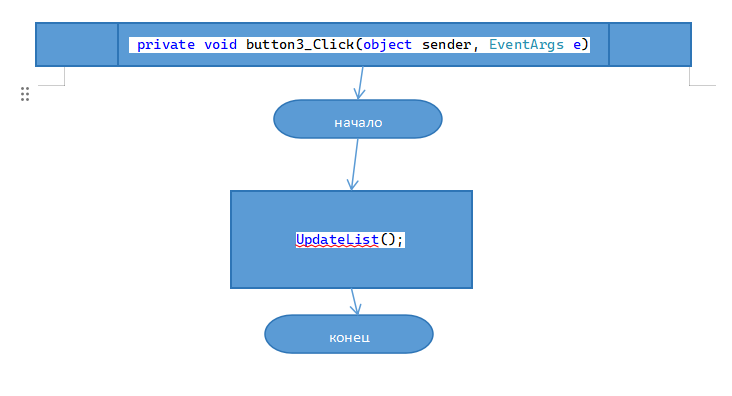 private void button3_Click(object sender, EventArgs e)
начало
UpdateList();
конец